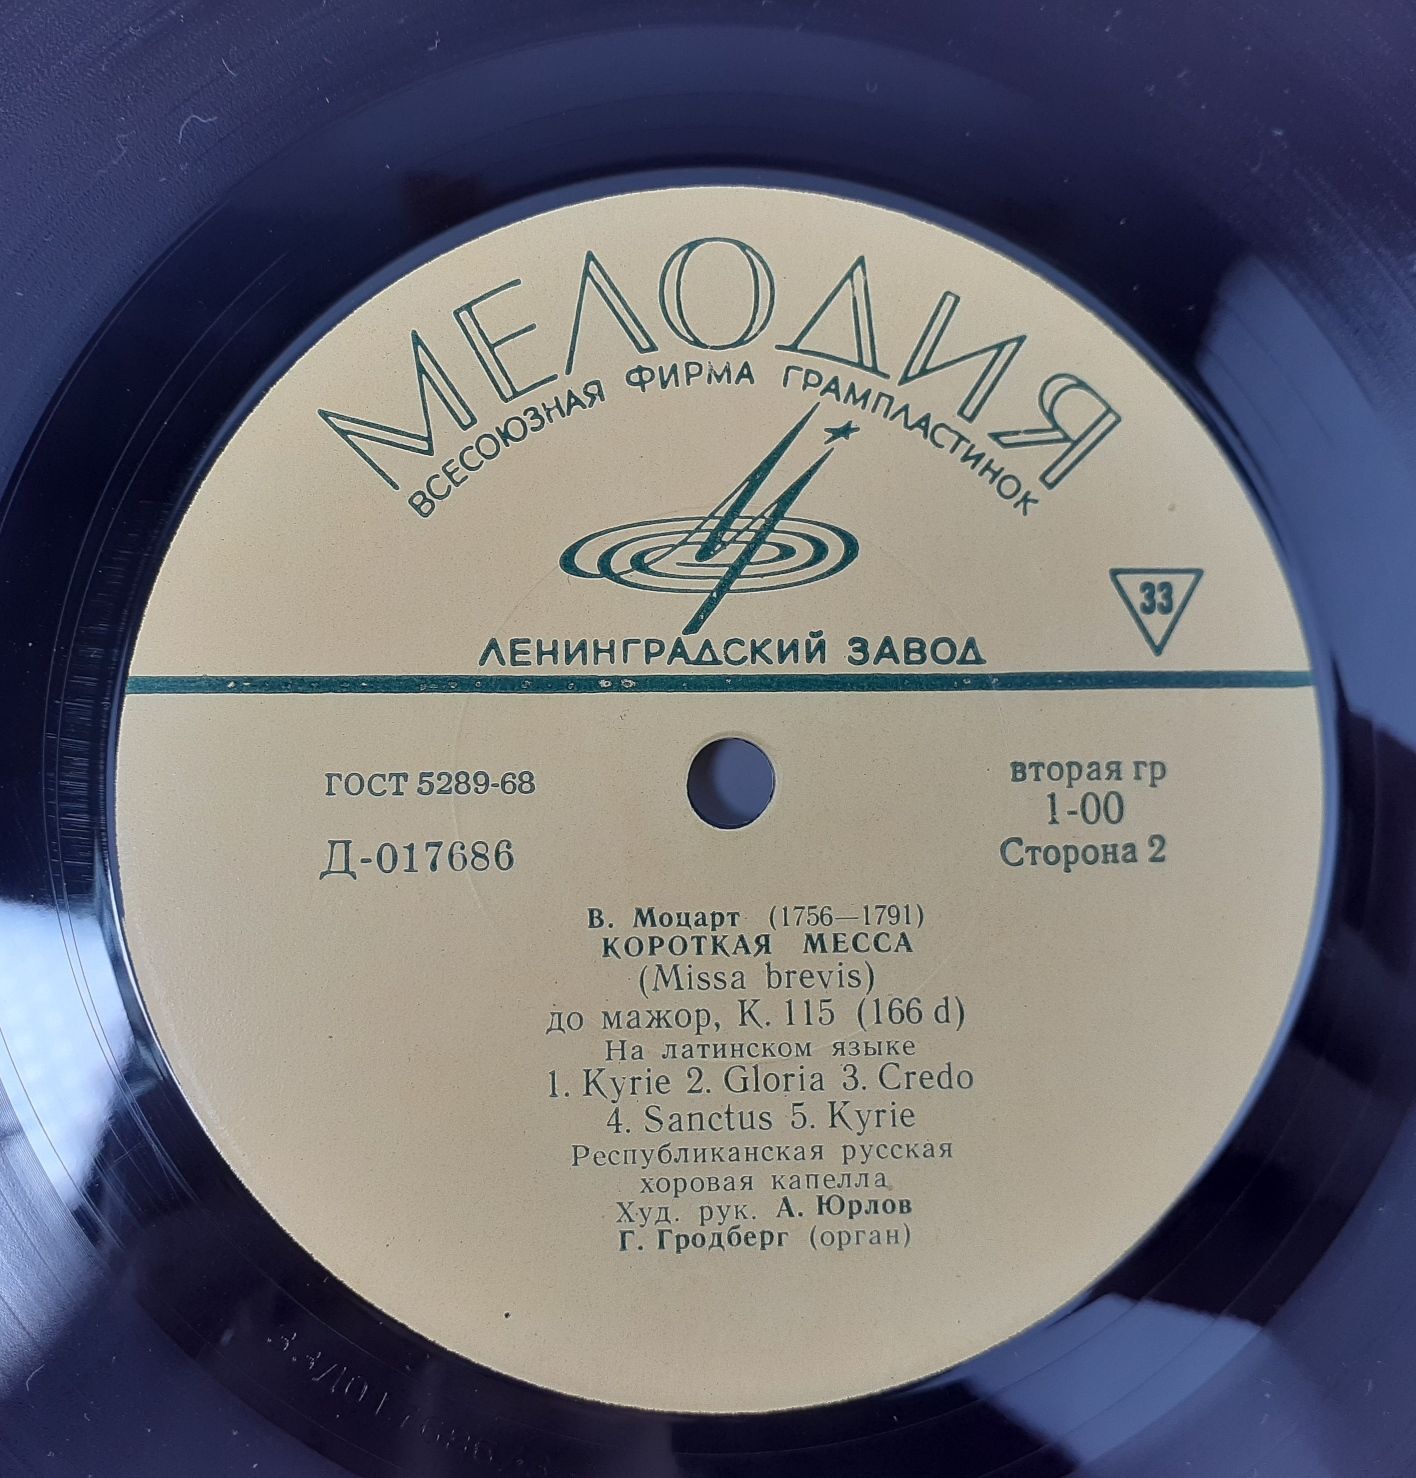 МЕЛОДИЯ
ВСЕСОЮЗНАЯ ФИРМА ГРАМПЛАСТИНОК
33
ЛЕНИНГРАДСКИЙ ЗАВОД
ГОСТ 5289-68
Д-017686
вторая гр
1-00
Сторона 2
В. Моцарт (1756—1791)
КОРОТКАЯ МЕССА
(Missa brevis)
до мажор, К. 115 (166 d)
На латинском языке
1. Kyrie 2. Gloria 3. Credo
4. Sanctus 5. Kyrie
Республиканская русская
хоровая капелла
Худ. рук. А. Юрлов
Г. Гродберг (орган)